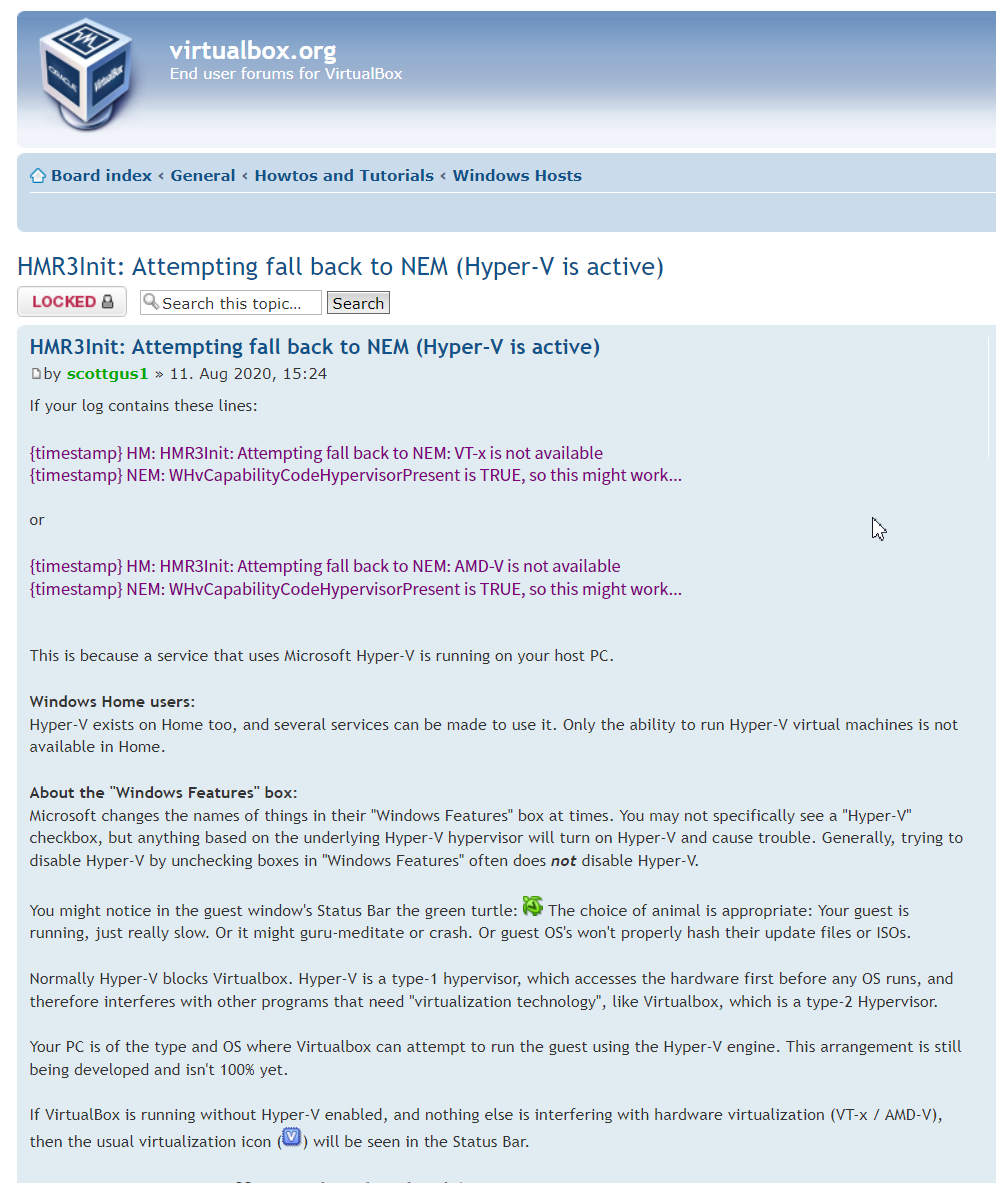 virtualbox.org
End user forums for VirtualBox
ORACLE
VirtualBox
Board index ‹ General ‹ Howtos and Tutorials ‹ Windows Hosts
HMR3Init: Attempting fall back to NEM (Hyper-V is active)
LOCKED
Search this topic…
Search
HMR3Init: Attempting fall back to NEM (Hyper-V is active)
by scottgus1 » 11. Aug 2020, 15:24
If your log contains these lines:
{timestamp} HM: HMR3Init: Attempting fall back to NEM: VT-x is not available
{timestamp} NEM: WHvCapabilityCodeHypervisorPresent is TRUE, so this might work...
or
{timestamp} HM: HMR3Init: Attempting fall back to NEM: AMD-V is not available
{timestamp} NEM: WHvCapabilityCodeHypervisorPresent is TRUE, so this might work...
This is because a service that uses Microsoft Hyper-V is running on your host PC.
Windows Home users:
Hyper-V exists on Home too, and several services can be made to use it. Only the ability to run Hyper-V virtual machines is not
available in Home.
About the "Windows Features" box:
Microsoft changes the names of things in their "Windows Features" box at times. You may not specifically see a "Hyper-V"
checkbox, but anything based on the underlying Hyper-V hypervisor will turn on Hyper-V and cause trouble. Generally, trying to
disable Hyper-V by unchecking boxes in "Windows Features" often does not disable Hyper-V.
You might notice in the guest window's Status Bar the green turtle: The choice of animal is appropriate: Your guest is
running, just really slow. Or it might guru-meditate or crash. Or guest OS's won't properly hash their update files or ISOs.
Normally Hyper-V blocks Virtualbox. Hyper-V is a type-1 hypervisor, which accesses the hardware first before any OS runs, and
therefore interferes with other programs that need "virtualization technology", like Virtualbox, which is a type-2 Hypervisor.
Your PC is of the type and OS where Virtualbox can attempt to run the guest using the Hyper-V engine. This arrangement is still
being developed and isn't 100% yet.
If VirtualBox is running without Hyper-V enabled, and nothing else is interfering with hardware virtualization (VT-x / AMD-V),
then the usual virtualization icon (V) will be seen in the Status Bar.